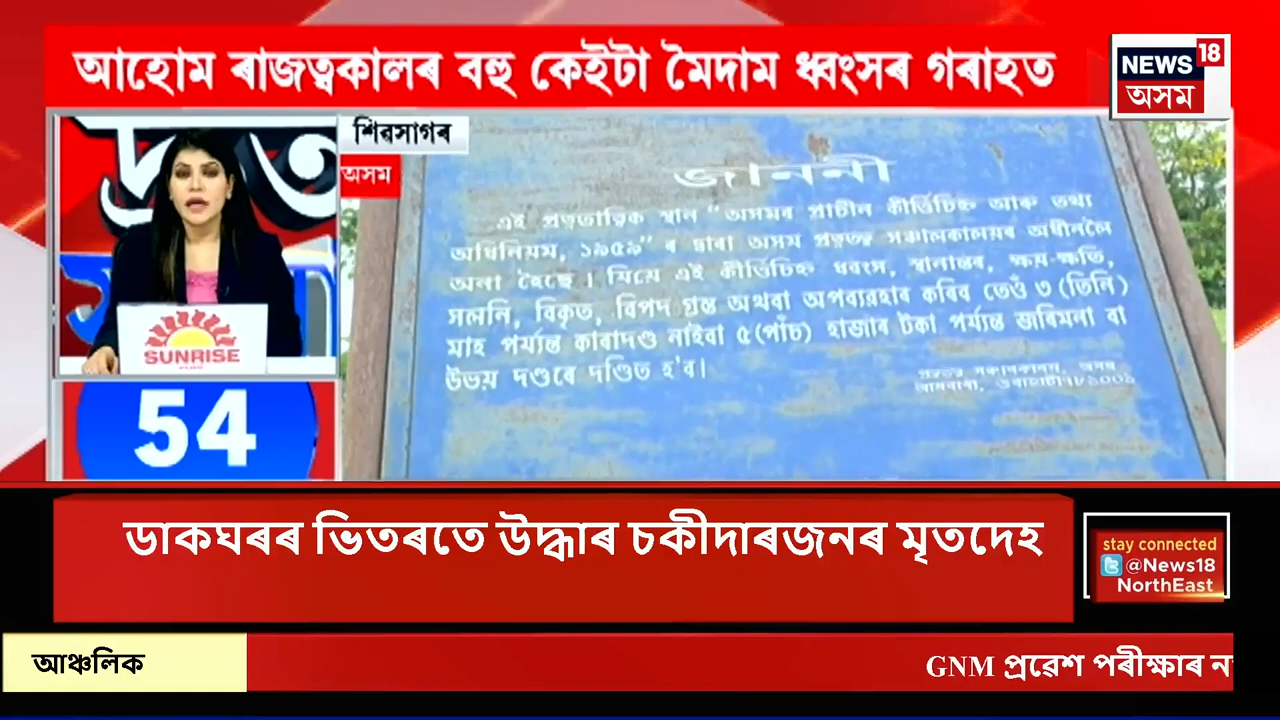 আহোম ৰাজত্বকালৰ বহু কেইটা মৈদাম ধ্বংসৰ গৰাহত
NEWS 18
অসম
শিৱসাগৰ
অসম
SUNRISE
54
জাননী
এই প্ৰত্নতাত্বিক স্থান "অসমৰ প্ৰাচীন কীৰ্ত্তিচিহ্ন আৰু তথ্য
অধিনিয়ম, ১৯৫৯" ৰ দ্বাৰা অসম প্ৰত্নতত্ব সঞ্চালকালয়ৰ অধীনলৈ
অনা হৈছে। যিয়ে এই কীৰ্ত্তিচিহ্ন ধ্বংস, স্থানান্তৰ, ক্ষয়-ক্ষতি,
সলনি, বিকৃত, বিপদ গ্ৰস্ত অথবা অপব্যৱহাৰ কৰিব তেওঁ ৩ (তিনি)
মাহ পৰ্য্যন্ত কাৰাদণ্ড নাইবা ৫ (পাঁচ) হাজাৰ টকা পৰ্য্যন্ত জৰিমনা বা
উভয় দণ্ডৰে দণ্ডিত হ'ব।
ডাকঘৰৰ ভিতৰতে উদ্ধাৰ চকীদাৰজনৰ মৃতদেহ
stay connected
@News18
NorthEast
আঞ্চলিক
GNM প্ৰৱেশ পৰীক্ষাৰ